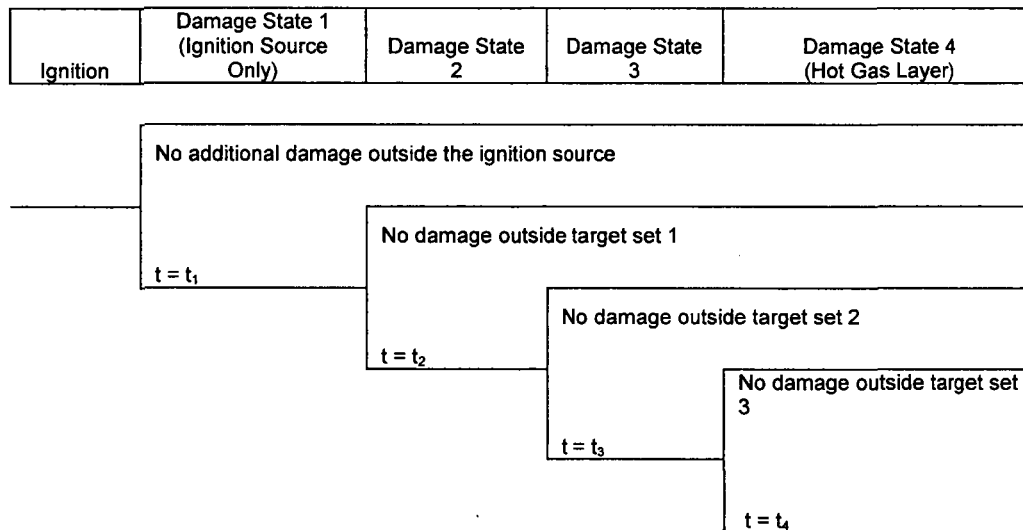 Ignition
Damage State 1
(Ignition Source
Only)
Damage State
2
Damage State
3
Damage State 4
(Hot Gas Layer)
No additional damage outside the ignition source
No damage outside target set 1
t = t₁
No damage outside target set 2
t = t₂
No damage outside target set
3
t = t₃
t = t₄